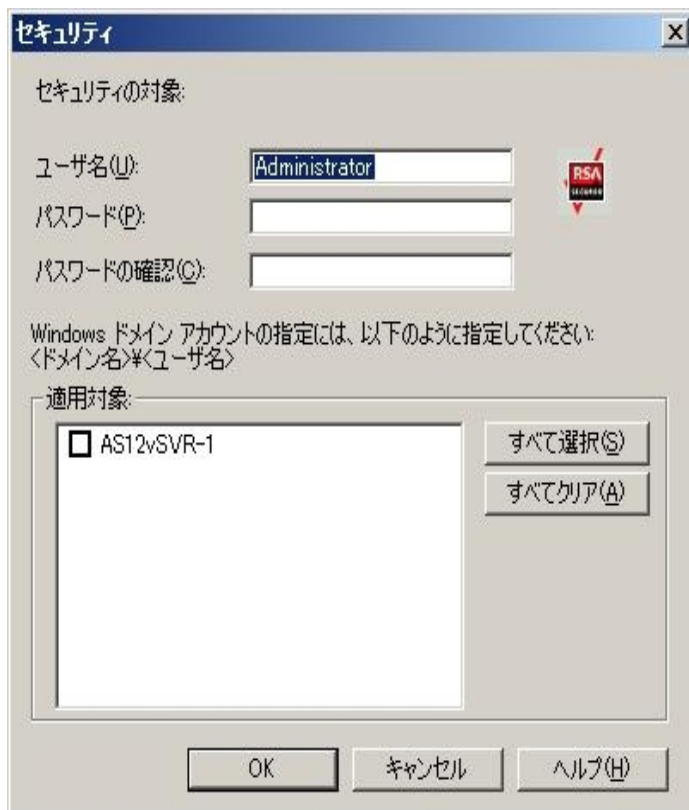 セキュリティ
セキュリティの対象:
ユーザ名(U):
Administrator
RSA
SECURED
パスワード(P):
パスワードの確認(C):
Windows ドメイン アカウントの指定には、以下のように指定してください:
<ドメイン名>¥<ユーザ名>
適用対象:
AS12vSVR-1
すべて選択(S)
すべてクリア(A)
OK
キャンセル
ヘルプ(H)